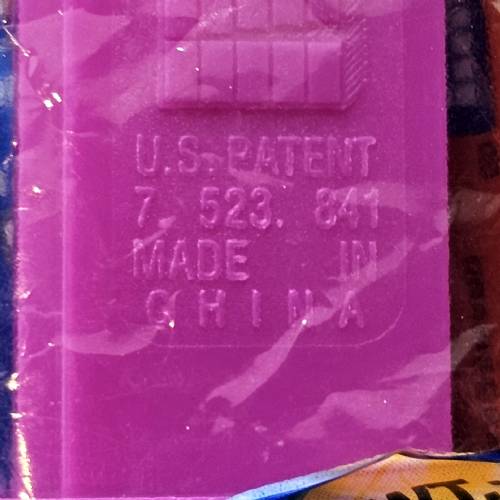 U.S. PATENT
7. 523. 841
MADE IN
CHINA